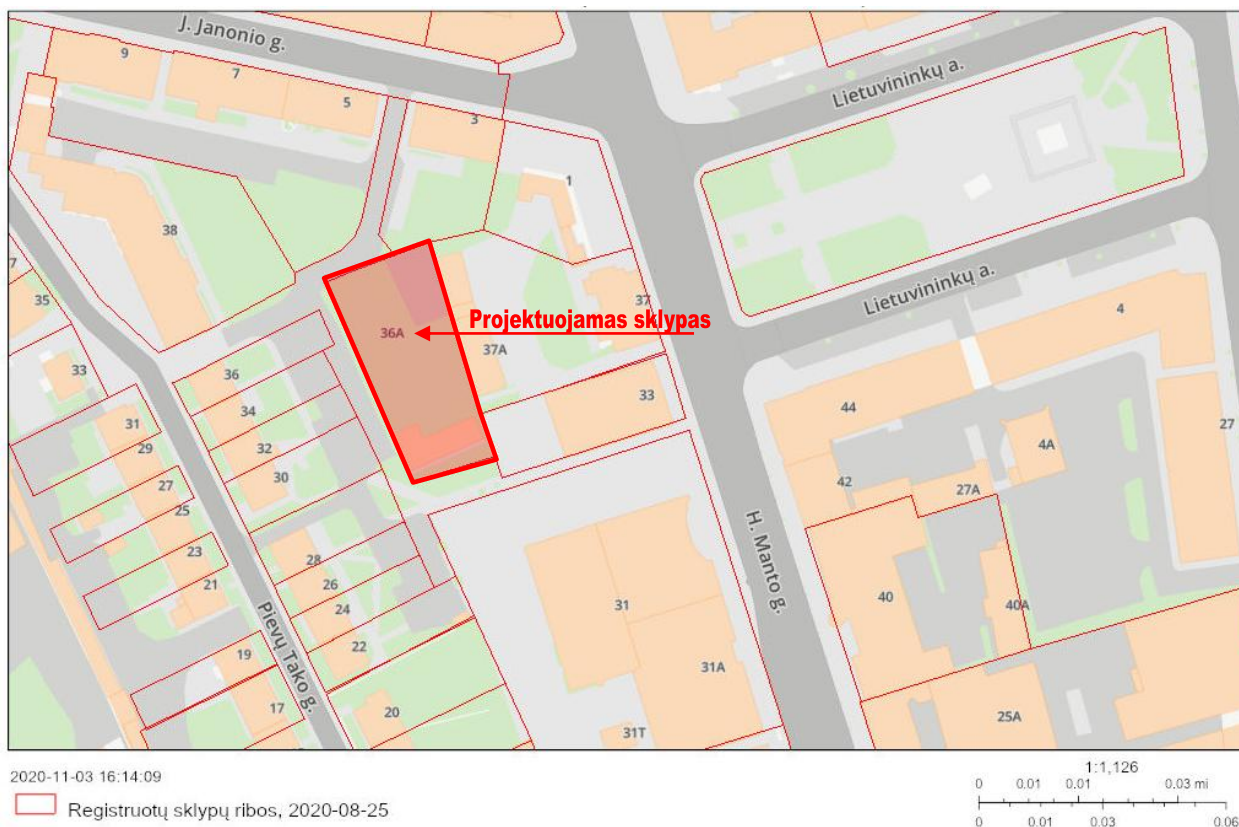 J. Janonio g.
9
7
5
3
1
Lietuvininkų a.
38
7
35
33
36A
Projektuojamas sklypas
37
37A
33
Lietuvininkų a.
4
36
34
32
30
31
29
27
25
23
21
28
26
24
22
19
17
20
Pievų Tako g.
H. Manto g.
31
31A
31T
44
42
4A
27A
27
40
40A
25A
2020-11-03 16:14:09
Registruotų sklypų ribos, 2020-08-25
1:1,126
0 0.01 0.01 0.03 mi
0 0.01 0.03 0.06